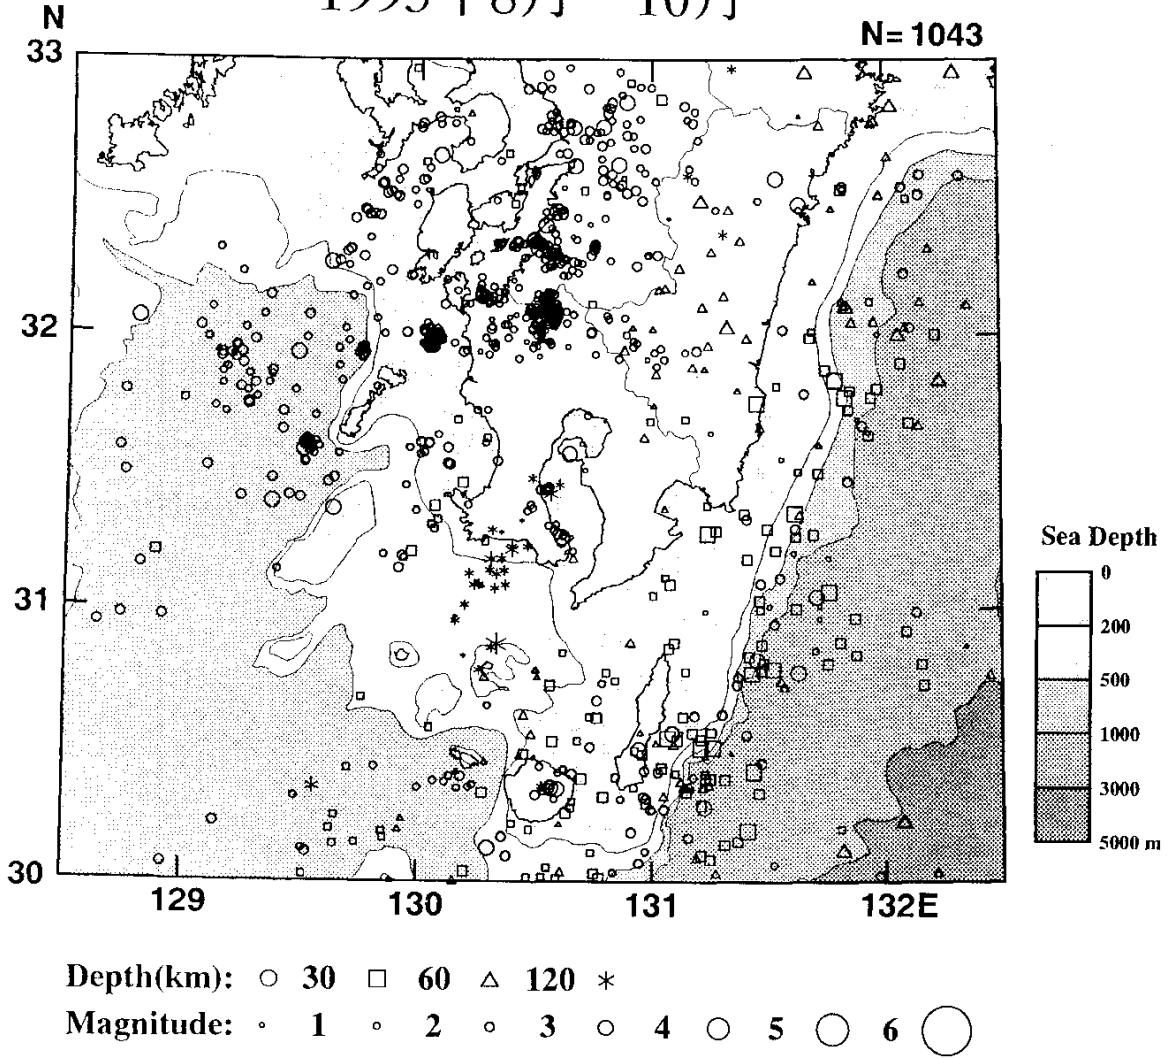 N
N= 1043
33
32
31
30
129 130 131 132E
Sea Depth
0
200
500
1000
3000
5000 m
Depth(km): ○ 30 □ 60 △ 120 ✳
Magnitude: 1 2 3 4 5 6